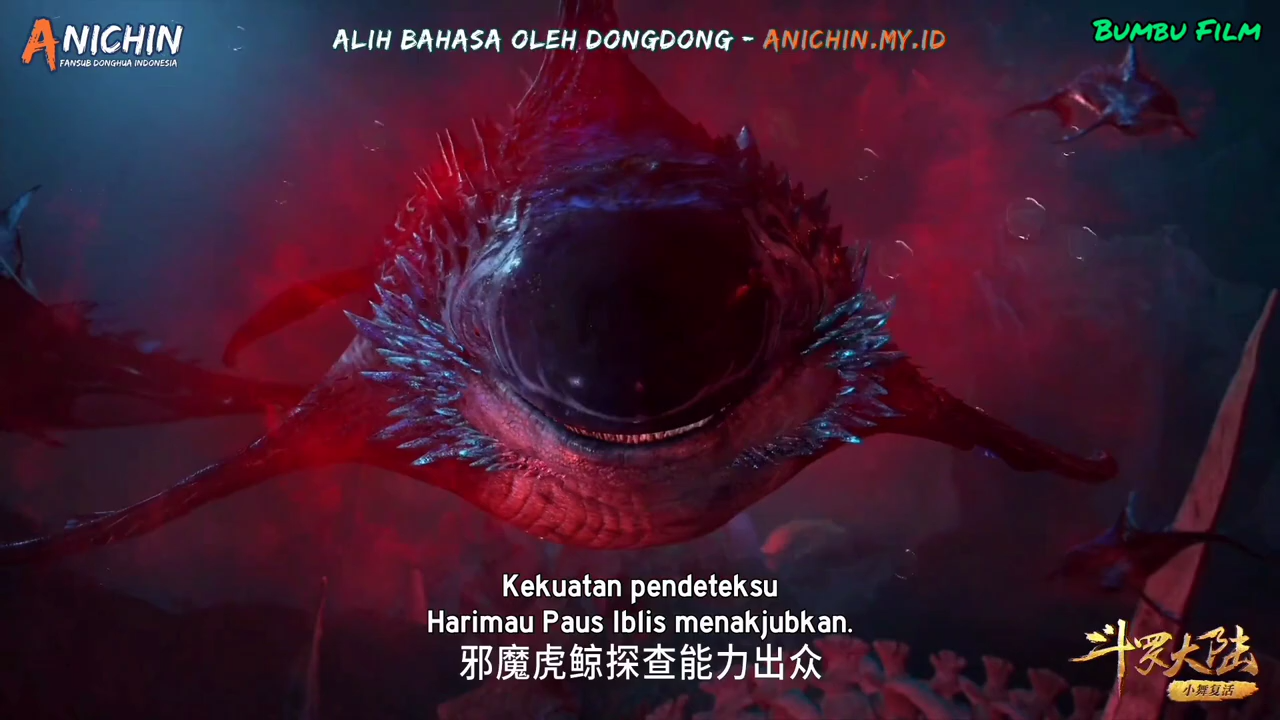 ANICHIN
FANSUB DONGHUA INDONESIA
ALIH BAHASA OLEH DONGDONG - ANICHIN.MY.ID
BUMBU FILM
Kekuatan pendeteksu
Harimau Paus Iblis menakjubkan.
邪魔虎鲸探查能力出众
斗罗大陆
小舞复活